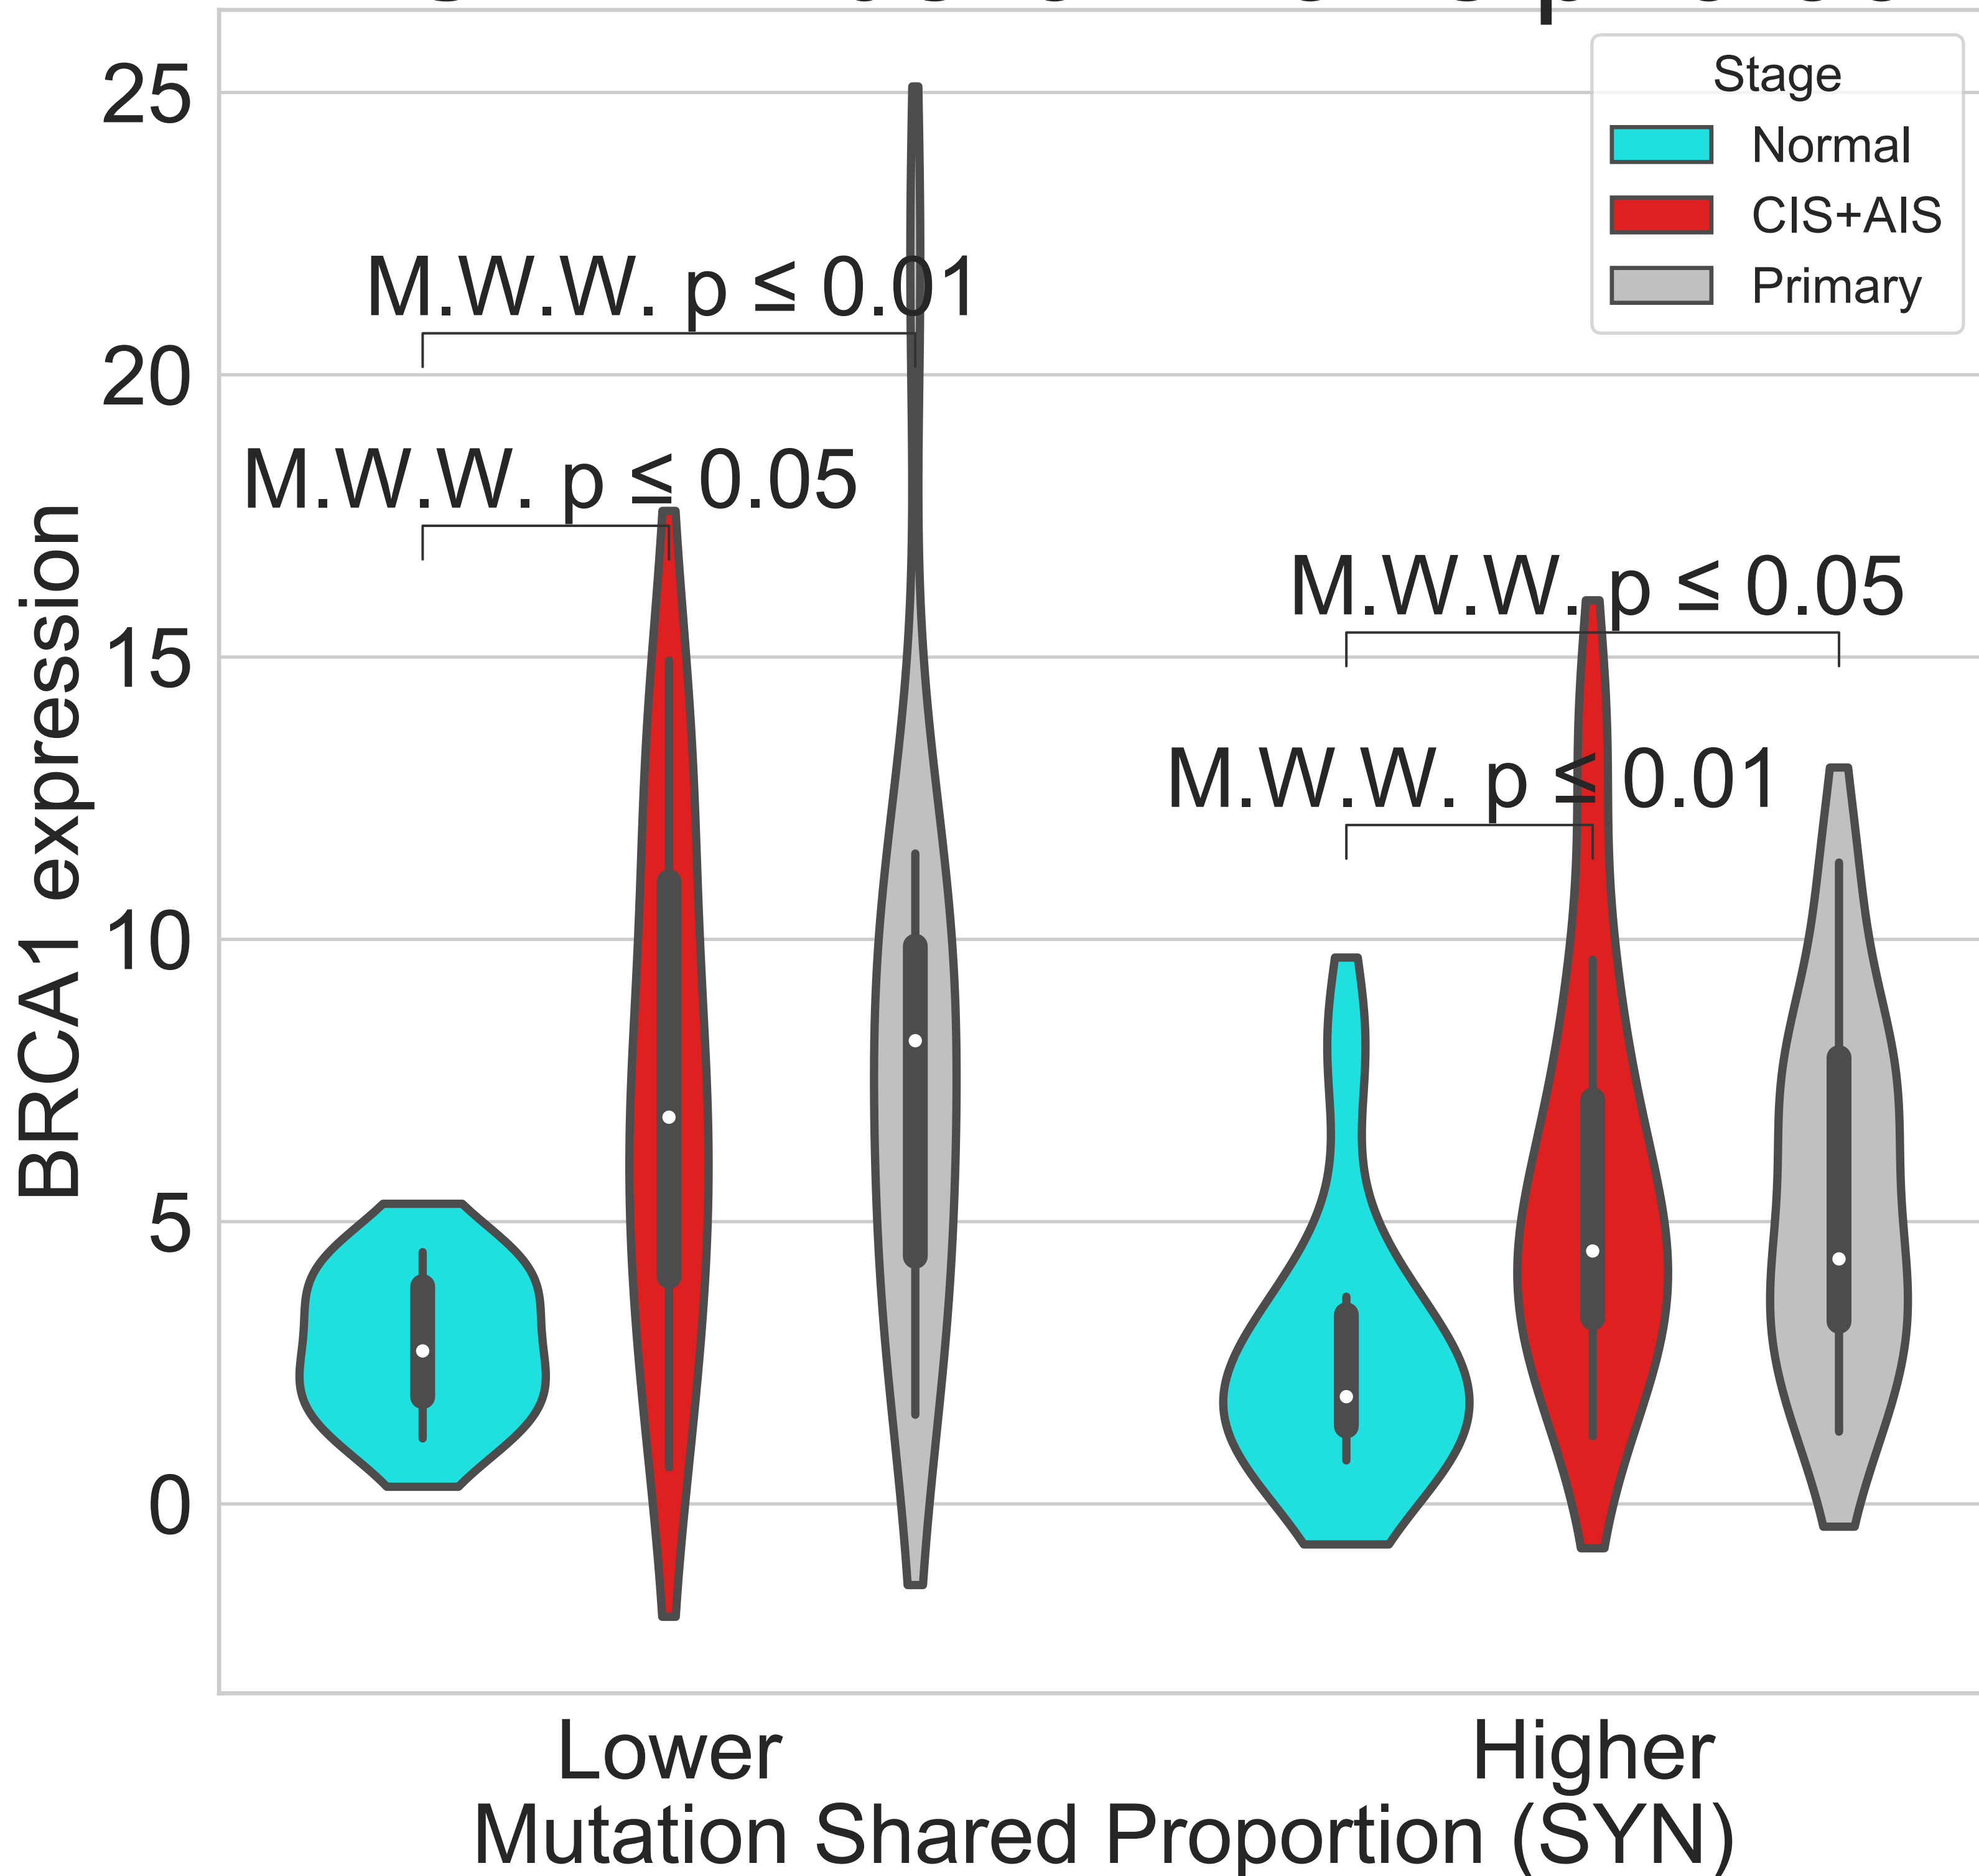 Stage
Normal
CIS+AIS
Primary
25
20
15
10
5
0
BRCA1 expression
M.W.W. p ≤ 0.01
M.W.W. p ≤ 0.05
M.W.W. p ≤ 0.05
M.W.W. p ≤ 0.01
Lower
Higher
Mutation Shared Proportion (SYN)